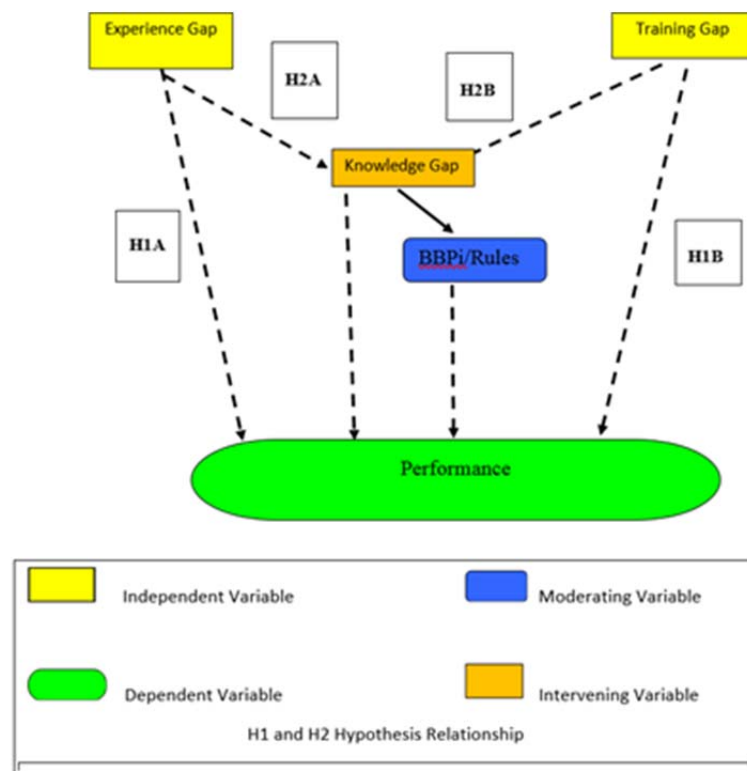 Experience Gap
Training Gap
H2A
H2B
Knowledge Gap
H1A
BBPi/Rules
H1B
Performance
Independent Variable
Moderating Variable
Dependent Variable
Intervening Variable
H1 and H2 Hypothesis Relationship